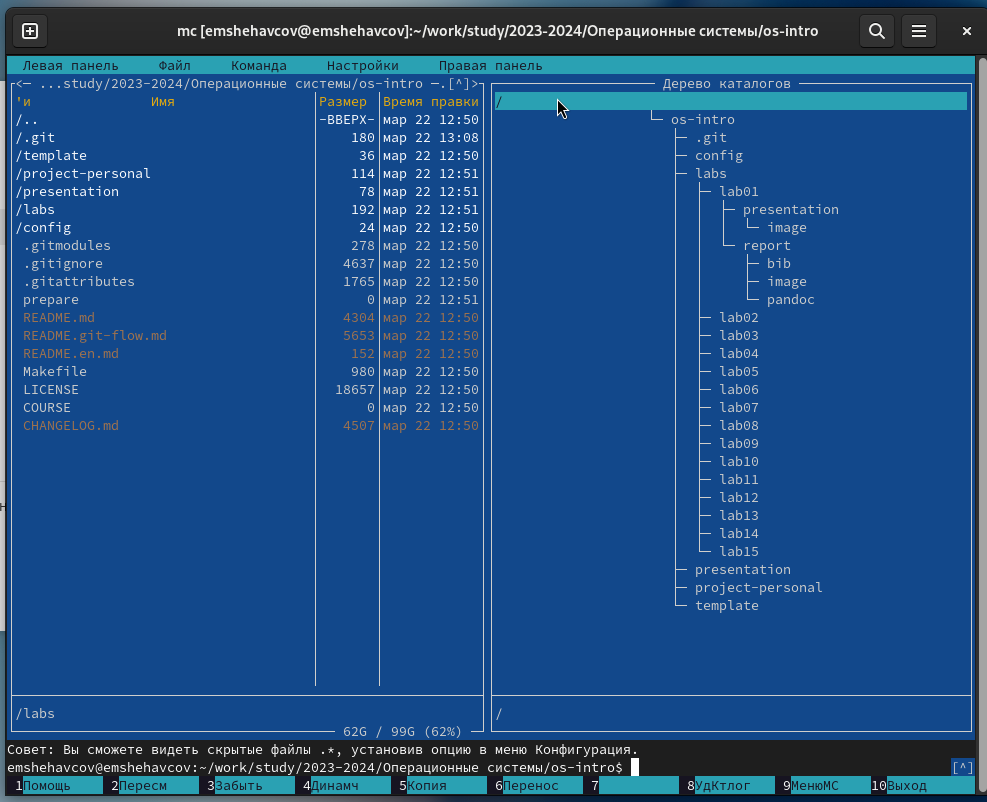 mc [emshehavcov@emshehavcov]:~/work/study/2023-2024/Операционные системы/os-intro
Левая панель Файл Команда Настройки Правая панель
<— ...study/2023-2024/Операционные системы/os-intro —.[^]>
'и Имя Размер Время правки
/.. -ВВЕРХ- мар 22 12:50
/.git 180 мар 22 13:08
/template 36 мар 22 12:50
/project-personal 114 мар 22 12:51
/presentation 78 мар 22 12:51
/labs 192 мар 22 12:51
/config 24 мар 22 12:50
.gitmodules 278 мар 22 12:50
.gitignore 4637 мар 22 12:50
.gitattributes 1765 мар 22 12:50
prepare 0 мар 22 12:51
README.md 4304 мар 22 12:50
README.git-flow.md 5653 мар 22 12:50
README.en.md 152 мар 22 12:50
Makefile 980 мар 22 12:50
LICENSE 18657 мар 22 12:50
COURSE 0 мар 22 12:50
CHANGELOG.md 4507 мар 22 12:50
/labs
62G / 99G (62%)
Дерево каталогов
/
os-intro
.git
config
labs
lab01
presentation
image
report
bib
image
pandoc
lab02
lab03
lab04
lab05
lab06
lab07
lab08
lab09
lab10
lab11
lab12
lab13
lab14
lab15
presentation
project-personal
template
/
Совет: Вы сможете видеть скрытые файлы .*, установив опцию в меню Конфигурация.
emshehavcov@emshehavcov:~/work/study/2023-2024/Операционные системы/os-intro$ [^]
1Помощь 2Пересм 3Забыть 4Динамч 5Копия 6Перенос 7 8УдКтлог 9МенюMC 10Выход